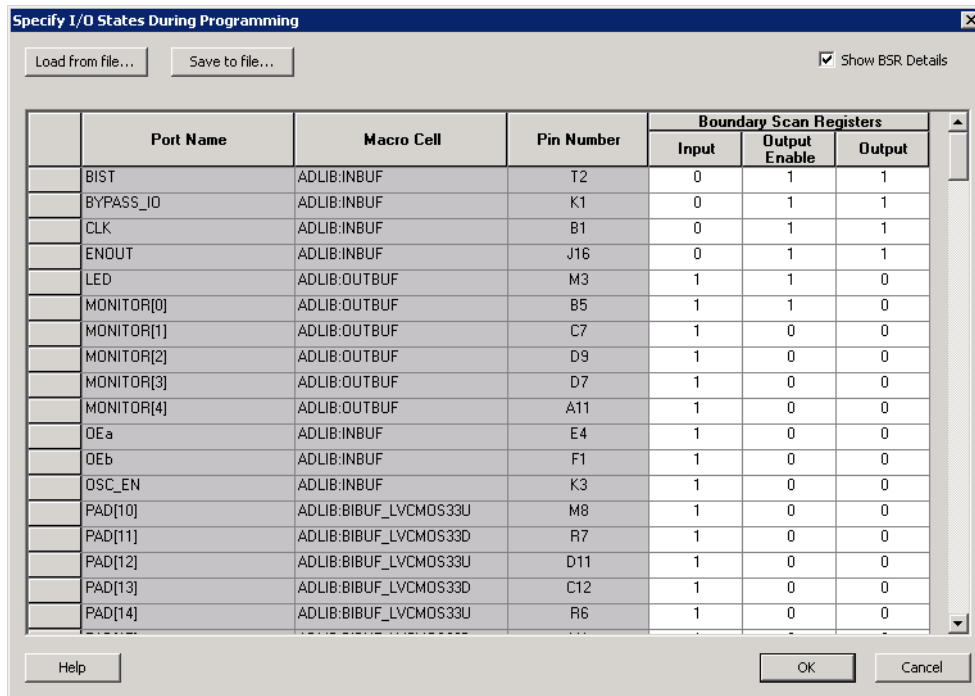 Specify I/O States During Programming
Load from file... Save to file... Show BSR Details
Port Name Macro Cell Pin Number Boundary Scan Registers
Input Output Enable Output
BIST ADLIB:INBUF T2 0 1 1
BYPASS_IO ADLIB:INBUF K1 0 1 1
CLK ADLIB:INBUF B1 0 1 1
ENOUT ADLIB:INBUF J16 0 1 1
LED ADLIB:OUTBUF M3 1 1 0
MONITOR[0] ADLIB:OUTBUF B5 1 1 0
MONITOR[1] ADLIB:OUTBUF C7 1 0 0
MONITOR[2] ADLIB:OUTBUF D9 1 0 0
MONITOR[3] ADLIB:OUTBUF D7 1 0 0
MONITOR[4] ADLIB:OUTBUF A11 1 0 0
OEa ADLIB:INBUF E4 1 0 0
OEb ADLIB:INBUF F1 1 0 0
OSC_EN ADLIB:INBUF K3 1 0 0
PAD[10] ADLIB:BIBUF_LVCMOS33U M8 1 0 0
PAD[11] ADLIB:BIBUF_LVCMOS33D R7 1 0 0
PAD[12] ADLIB:BIBUF_LVCMOS33U D11 1 0 0
PAD[13] ADLIB:BIBUF_LVCMOS33D C12 1 0 0
PAD[14] ADLIB:BIBUF_LVCMOS33U R6 1 0 0
Help OK Cancel